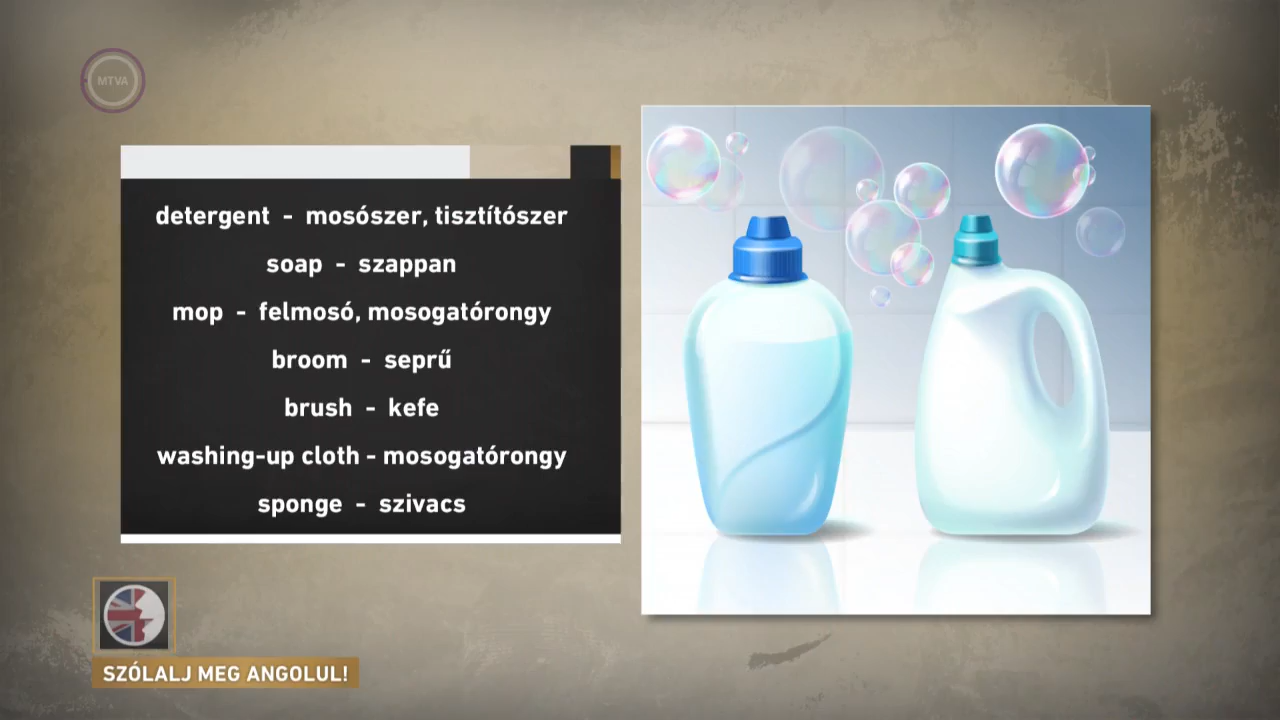 MTVA
detergent - mosószer, tisztítószer
soap - szappan
mop - felmosó, mosogatórongy
broom - seprű
brush - kefe
washing-up cloth - mosogatórongy
sponge - szivacs
SZÓLALJ MEG ANGOLUL!